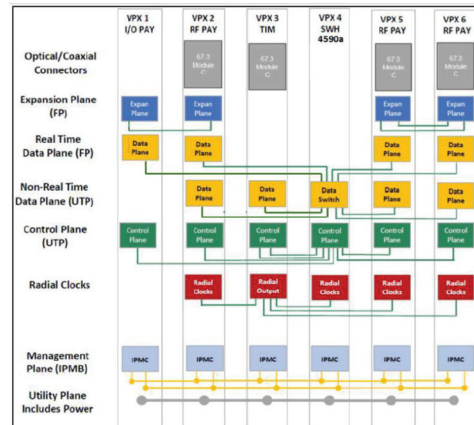 VPX 1 VPX 2 VPX 3 VPX 4 VPX 5 VPX 6
I/O PAY RF PAY TIM SWH RF PAY RF PAY
4590a
Optical/Coaxial
Connectors
67.3 Module C
67.3 Module C
67.3 Module C
67.3 Module C
Expansion Plane
(FP)
Expan Plane
Expan Plane
Expan Plane
Expan Plane
Real Time
Data Plane (FP)
Data Plane
Data Plane
Data Plane
Data Plane
Non-Real Time
Data Plane (UTP)
Data Plane
Data Plane
Data Switch
Data Plane
Data Plane
Control Plane
(UTP)
Control Plane
Control Plane
Control Plane
Control Plane
Control Plane
Control Plane
Radial Clocks
Radial Clocks
Radial Output
Radial Clocks
Radial Clocks
Radial Clocks
Management
Plane (IPMB)
IPMC
IPMC
IPMC
IPMC
IPMC
IPMC
Utility Plane
Includes Power